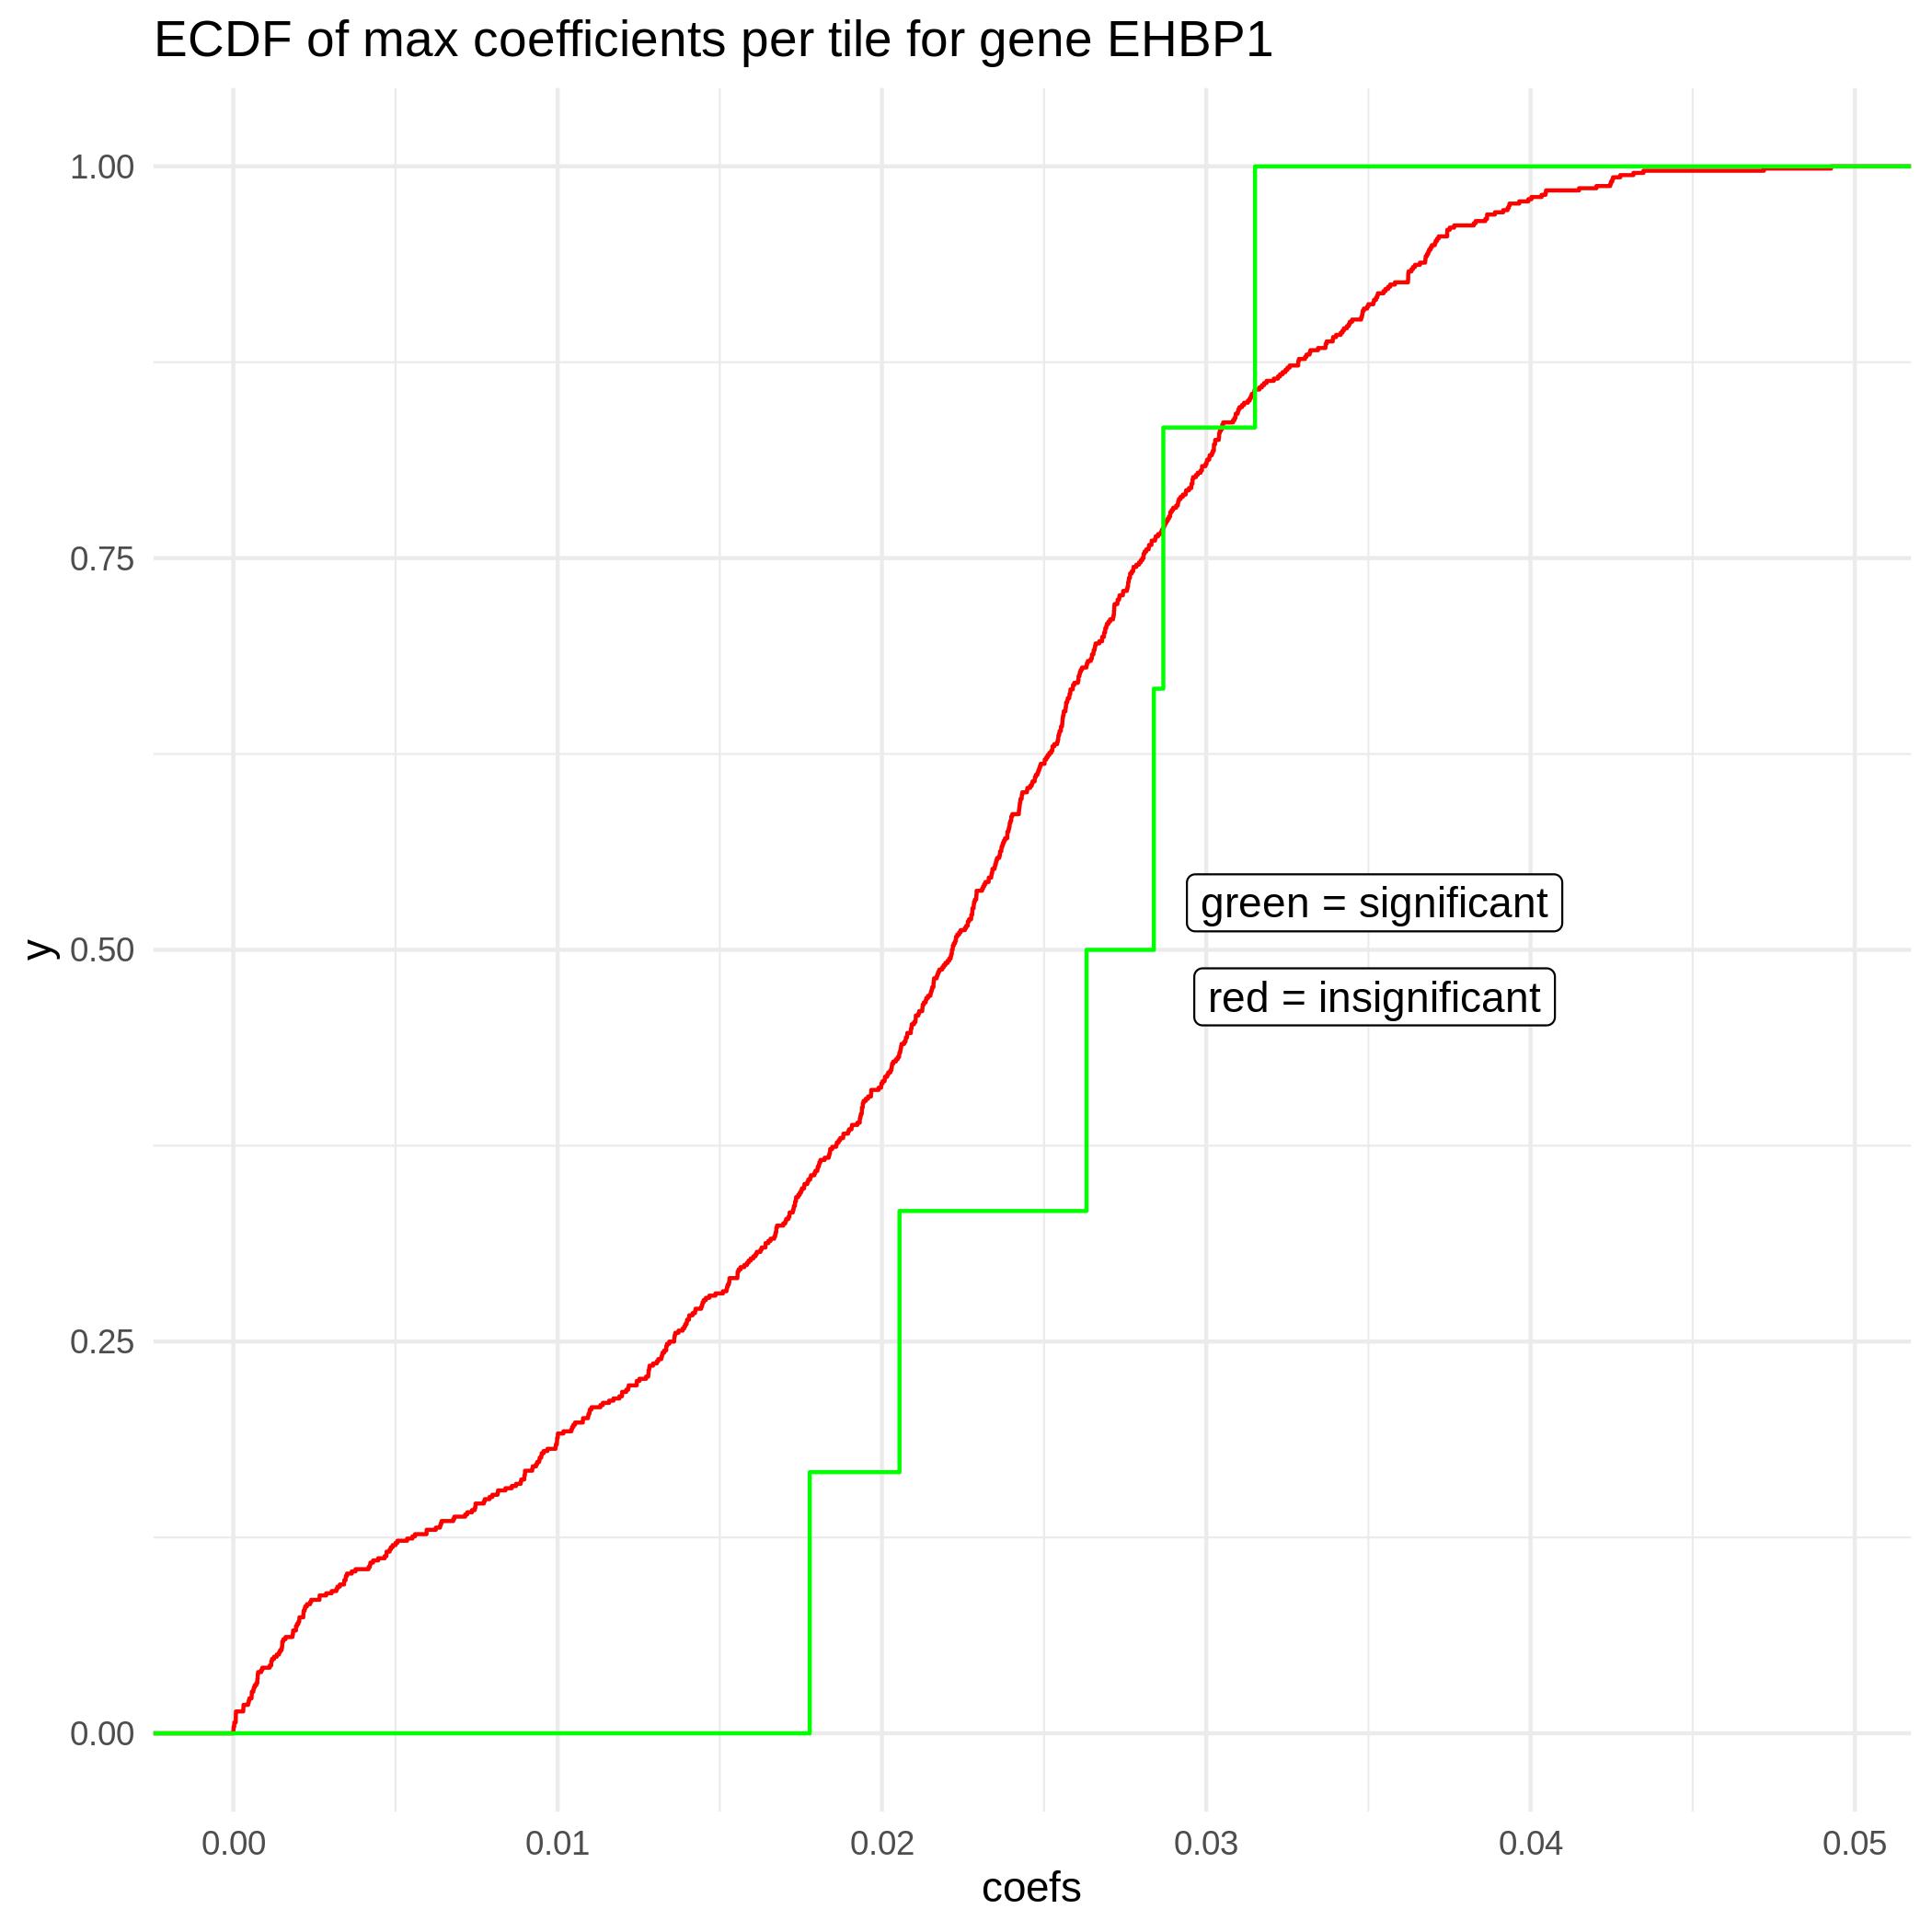 ECDF of max coefficients per tile for gene EHBP1
1.00
0.75
0.50
0.25
0.00
y
green = significant
red = insignificant
0.00 0.01 0.02 0.03 0.04 0.05
coefs